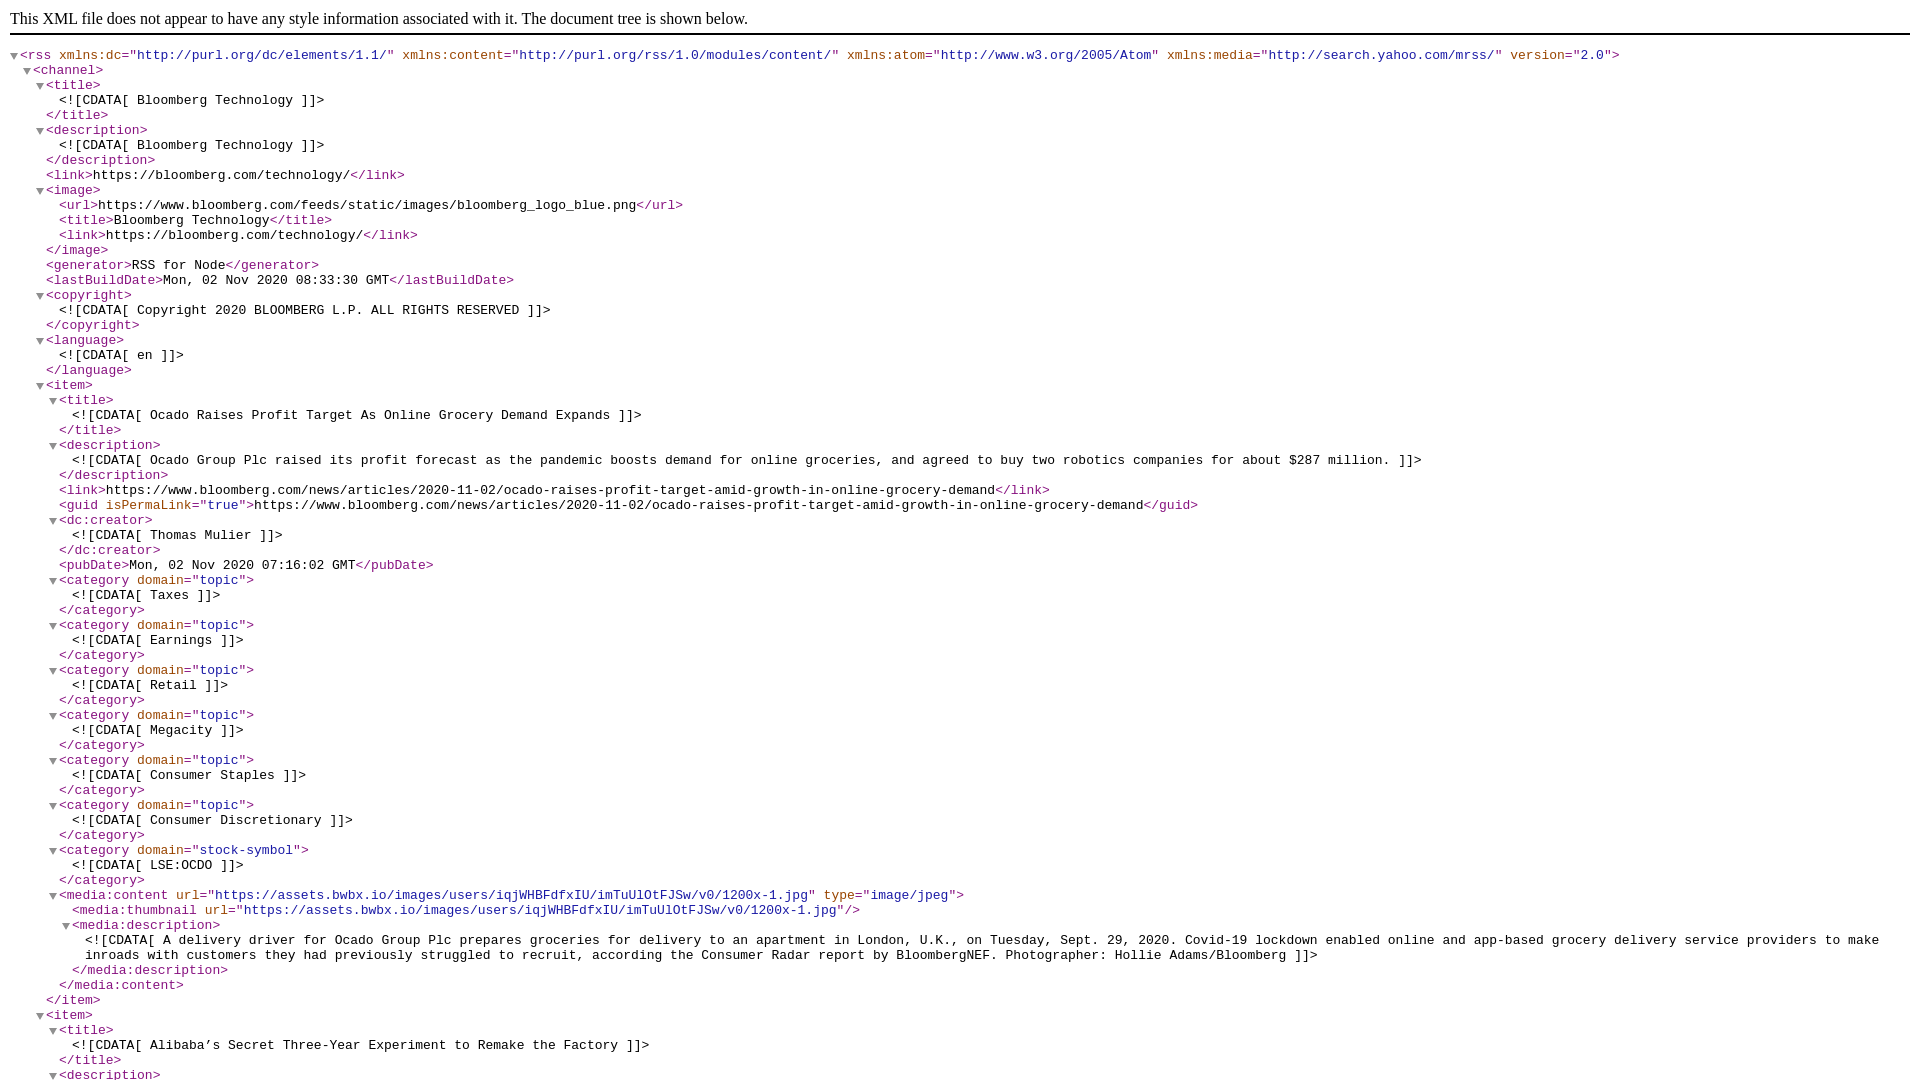 This XML file does not appear to have any style information associated with it. The document tree is shown below.
<rss xmlns:dc="http://purl.org/dc/elements/1.1/" xmlns:content="http://purl.org/rss/1.0/modules/content/" xmlns:atom="http://www.w3.org/2005/Atom" xmlns:media="http://search.yahoo.com/mrss/" version="2.0">
<channel>
<title>
<![CDATA[ Bloomberg Technology ]]>
</title>
<description>
<![CDATA[ Bloomberg Technology ]]>
</description>
<link>https://bloomberg.com/technology/</link>
<image>
<url>https://www.bloomberg.com/feeds/static/images/bloomberg_logo_blue.png</url>
<title>Bloomberg Technology</title>
<link>https://bloomberg.com/technology/</link>
</image>
<generator>RSS for Node</generator>
<lastBuildDate>Mon, 02 Nov 2020 08:33:30 GMT</lastBuildDate>
<copyright>
<![CDATA[ Copyright 2020 BLOOMBERG L.P. ALL RIGHTS RESERVED ]]>
</copyright>
<language>
<![CDATA[ en ]]>
</language>
<item>
<title>
<![CDATA[ Ocado Raises Profit Target As Online Grocery Demand Expands ]]>
</title>
<description>
<![CDATA[ Ocado Group Plc raised its profit forecast as the pandemic boosts demand for online groceries, and agreed to buy two robotics companies for about $287 million. ]]>
</description>
<link>https://www.bloomberg.com/news/articles/2020-11-02/ocado-raises-profit-target-amid-growth-in-online-grocery-demand</link>
<guid isPermaLink="true">https://www.bloomberg.com/news/articles/2020-11-02/ocado-raises-profit-target-amid-growth-in-online-grocery-demand</guid>
<dc:creator>
<![CDATA[ Thomas Mulier ]]>
</dc:creator>
<pubDate>Mon, 02 Nov 2020 07:16:02 GMT</pubDate>
<category domain="topic">
<![CDATA[ Taxes ]]>
</category>
<category domain="topic">
<![CDATA[ Earnings ]]>
</category>
<category domain="topic">
<![CDATA[ Retail ]]>
</category>
<category domain="topic">
<![CDATA[ Megacity ]]>
</category>
<category domain="topic">
<![CDATA[ Consumer Staples ]]>
</category>
<category domain="topic">
<![CDATA[ Consumer Discretionary ]]>
</category>
<category domain="stock-symbol">
<![CDATA[ LSE:OCDO ]]>
</category>
<media:content url="https://assets.bwbx.io/images/users/iqjWHBFdfxIU/imTuUlOtFJSw/v0/1200x-1.jpg" type="image/jpeg">
<media:thumbnail url="https://assets.bwbx.io/images/users/iqjWHBFdfxIU/imTuUlOtFJSw/v0/1200x-1.jpg"/>
<media:description>
<![CDATA[ A delivery driver for Ocado Group Plc prepares groceries for delivery to an apartment in London, U.K., on Tuesday, Sept. 29, 2020. Covid-19 lockdown enabled online and app-based grocery delivery service providers to make
inroads with customers they had previously struggled to recruit, according the Consumer Radar report by BloombergNEF. Photographer: Hollie Adams/Bloomberg ]]>
</media:description>
</media:content>
</item>
<item>
<title>
<![CDATA[ Alibaba’s Secret Three-Year Experiment to Remake the Factory ]]>
</title>
<description>